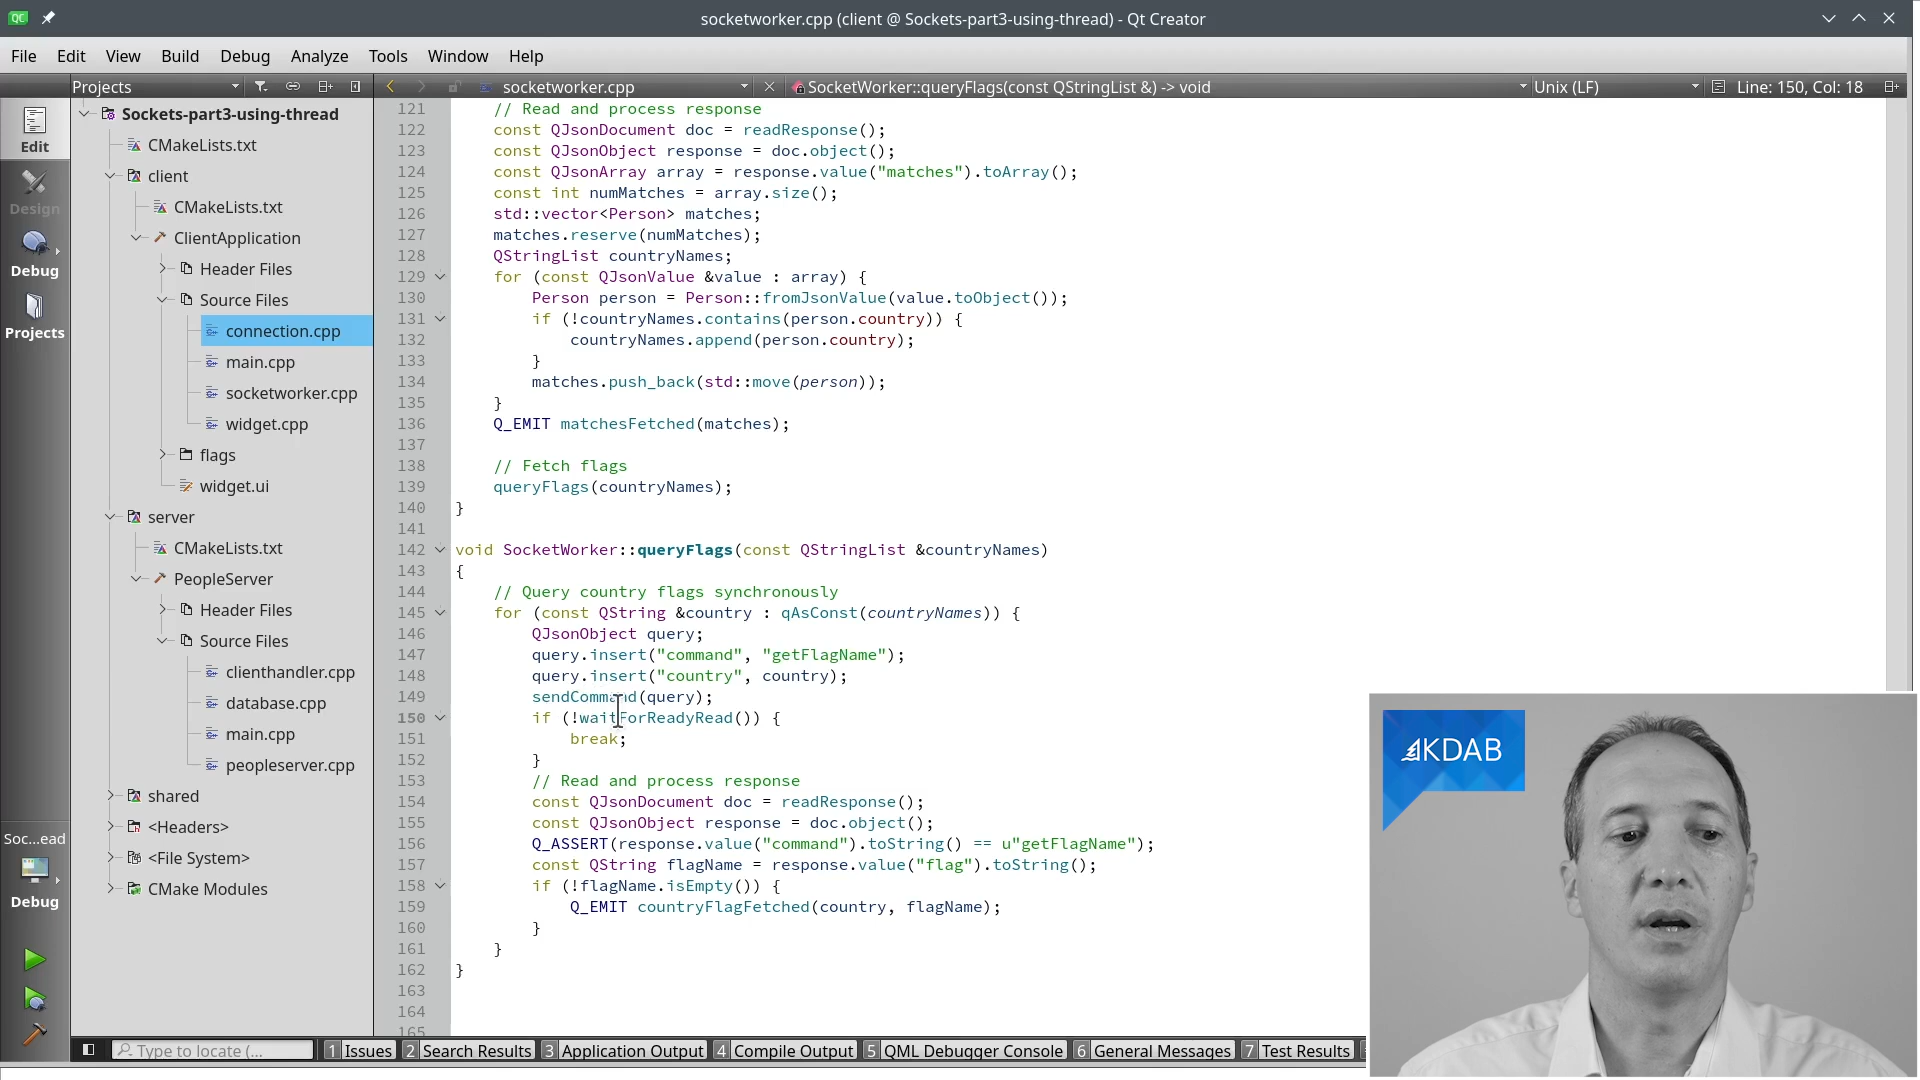 QC
socketworker.cpp (client @ Sockets-part3-using-thread) - Qt Creator
File Edit View Build Debug Analyze Tools Window Help
Projects
socketworker.cpp
SocketWorker::queryFlags(const QStringList &) -> void
Unix (LF)
Line: 150, Col: 18
Edit
Design
Debug
Projects
Soc...ead
Debug
Sockets-part3-using-thread
CMakeLists.txt
client
CMakeLists.txt
ClientApplication
Header Files
Source Files
connection.cpp
main.cpp
socketworker.cpp
widget.cpp
flags
widget.ui
server
CMakeLists.txt
PeopleServer
Header Files
Source Files
clienthandler.cpp
database.cpp
main.cpp
peopleserver.cpp
shared
<Headers>
<File System>
CMake Modules
121 // Read and process response
122 const QJsonDocument doc = readResponse();
123 const QJsonObject response = doc.object();
124 const QJsonArray array = response.value("matches").toArray();
125 const int numMatches = array.size();
126 std::vector<Person> matches;
127 matches.reserve(numMatches);
128 QStringList countryNames;
129 for (const QJsonValue &value : array) {
130 Person person = Person::fromJsonValue(value.toObject());
131 if (!countryNames.contains(person.country)) {
132 countryNames.append(person.country);
133 }
134 matches.push_back(std::move(person));
135 }
136 Q_EMIT matchesFetched(matches);
137
138 // Fetch flags
139 queryFlags(countryNames);
140 }
141
142 void SocketWorker::queryFlags(const QStringList &countryNames)
143 {
144 // Query country flags synchronously
145 for (const QString &country : qAsConst(countryNames)) {
146 QJsonObject query;
147 query.insert("command", "getFlagName");
148 query.insert("country", country);
149 sendCommand(query);
150 if (!waitForReadyRead()) {
151 break;
152 }
153 // Read and process response
154 const QJsonDocument doc = readResponse();
155 const QJsonObject response = doc.object();
156 Q_ASSERT(response.value("command").toString() == u"getFlagName");
157 const QString flagName = response.value("flag").toString();
158 if (!flagName.isEmpty()) {
159 Q_EMIT countryFlagFetched(country, flagName);
160 }
161 }
162 }
163
164
165
KDAB
Type to locate (...
1 Issues 2 Search Results 3 Application Output 4 Compile Output 5 QML Debugger Console 6 General Messages 7 Test Results